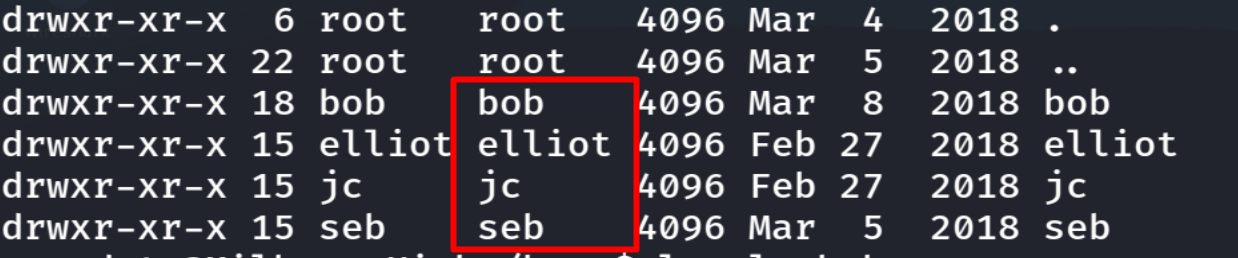 drwxr-xr-x  6 root   root   4096 Mar  4  2018 .
drwxr-xr-x 22 root   root   4096 Mar  5  2018 ..
drwxr-xr-x 18 bob    bob    4096 Mar  8  2018 bob
drwxr-xr-x 15 elliot elliot 4096 Feb 27  2018 elliot
drwxr-xr-x 15 jc     jc     4096 Feb 27  2018 jc
drwxr-xr-x 15 seb    seb    4096 Mar  5  2018 seb